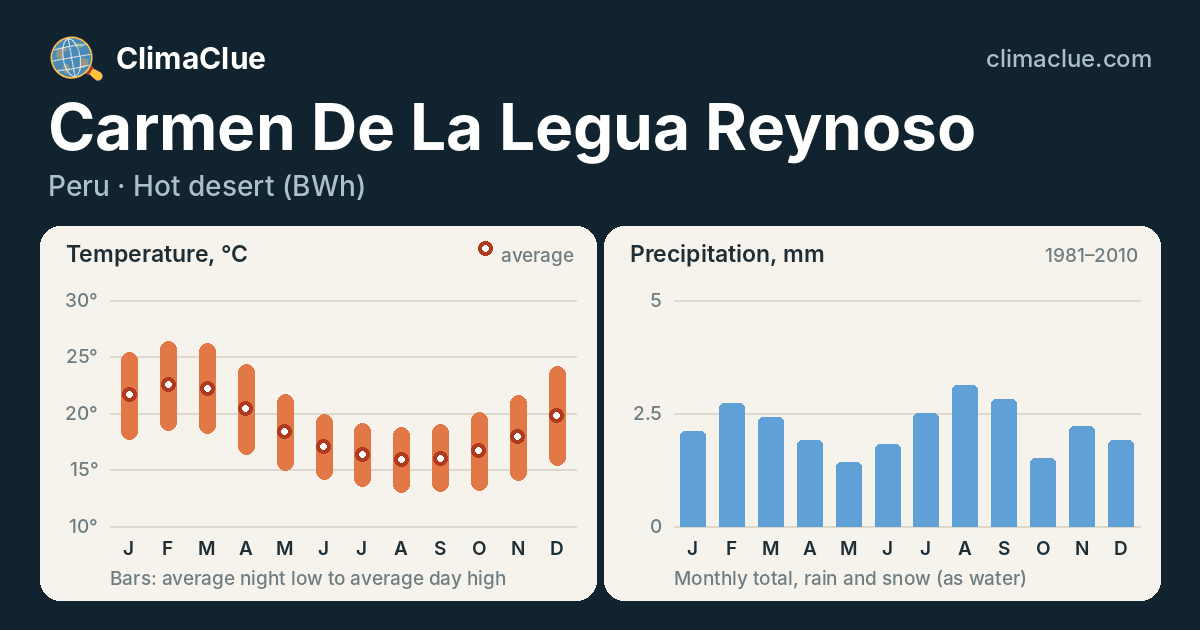 ClimaClue
climaclue.com
Carmen De La Legua Reynoso
Peru · Hot desert (BWh)
Temperature, °C
average
30°
25°
20°
15°
10°
J F M A M J J A S O N D
Bars: average night low to average day high
Precipitation, mm
1981–2010
5
2.5
0
J F M A M J J A S O N D
Monthly total, rain and snow (as water)